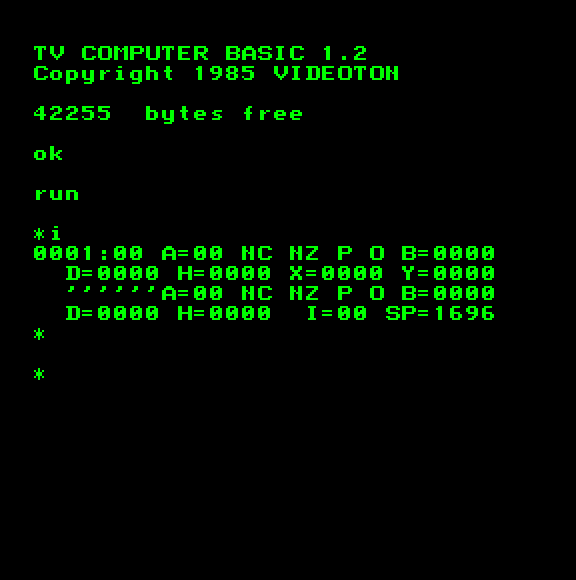 TV COMPUTER BASIC 1.2
Copyright 1985 VIDEOTON
42255  bytes free
ok
run
*i
0001:00 A=00 NC NZ P O B=0000
  D=0000 H=0000 X=0000 Y=0000
  ''''''A=00 NC NZ P O B=0000
  D=0000 H=0000  I=00 SP=1696
*
*